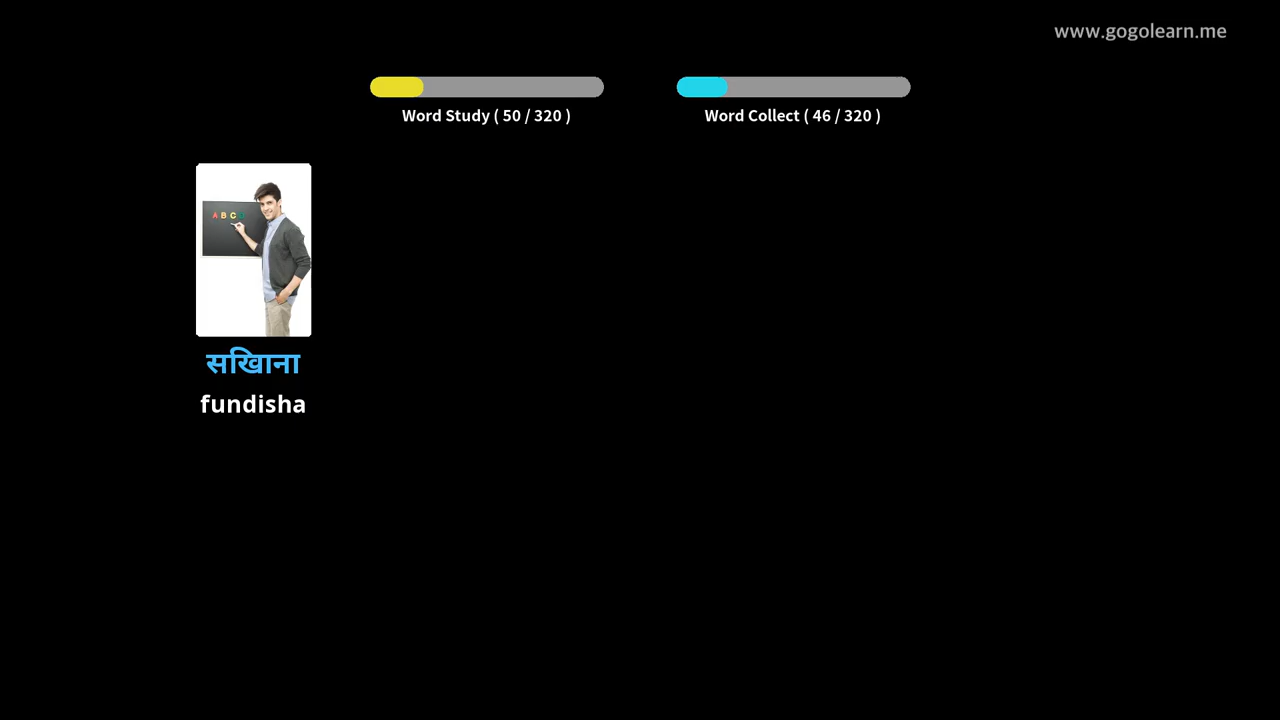 www.gogolearn.me
Word Study ( 50 / 320 )
Word Collect ( 46 / 320 )
A B C D
सखिाना
fundisha